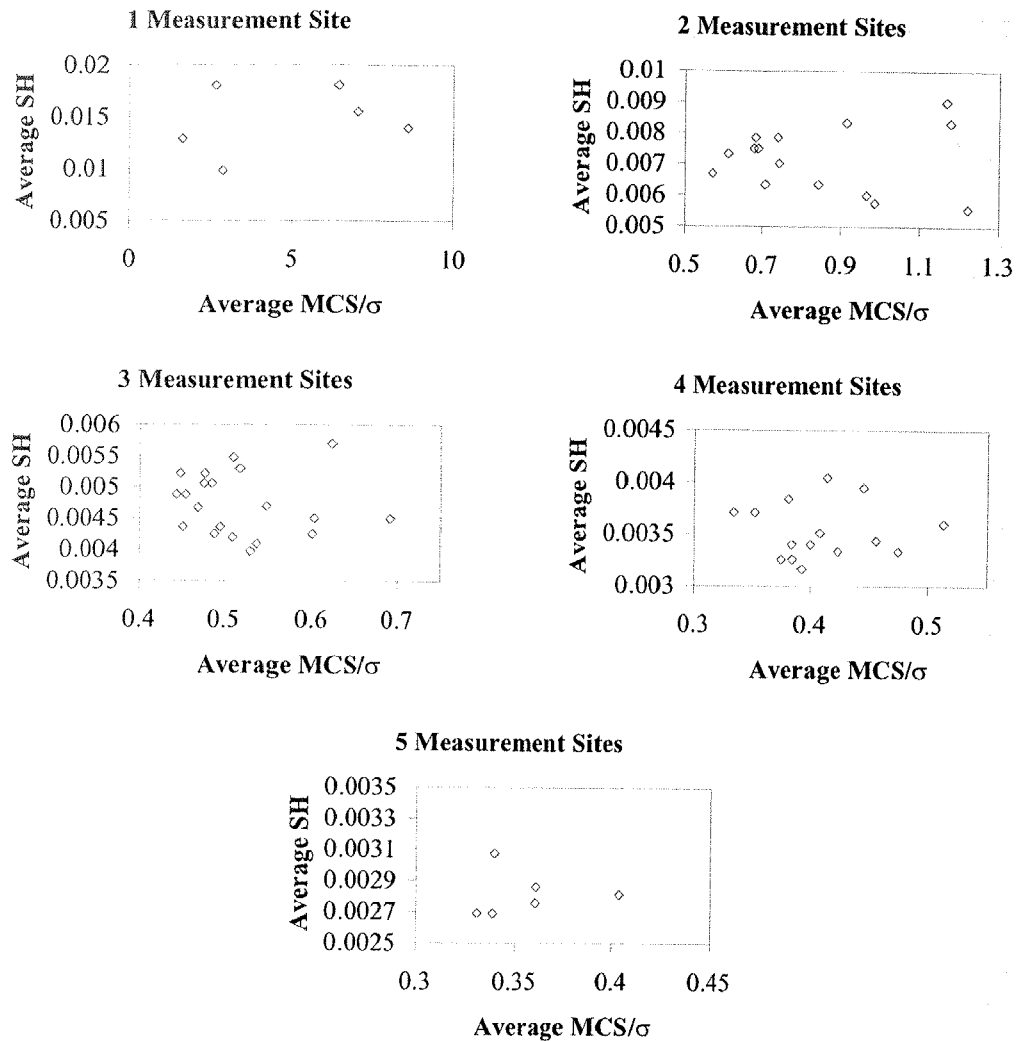 1 Measurement Site
Average SH
0.02
0.015
0.01
0.005
0 5 10
Average MCS/σ
2 Measurement Sites
Average SH
0.01
0.009
0.008
0.007
0.006
0.005
0.5 0.7 0.9 1.1 1.3
Average MCS/σ
3 Measurement Sites
Average SH
0.006
0.0055
0.005
0.0045
0.004
0.0035
0.4 0.5 0.6 0.7
Average MCS/σ
4 Measurement Sites
Average SH
0.0045
0.004
0.0035
0.003
0.3 0.4 0.5
Average MCS/σ
5 Measurement Sites
Average SH
0.0035
0.0033
0.0031
0.0029
0.0027
0.0025
0.3 0.35 0.4 0.45
Average MCS/σ